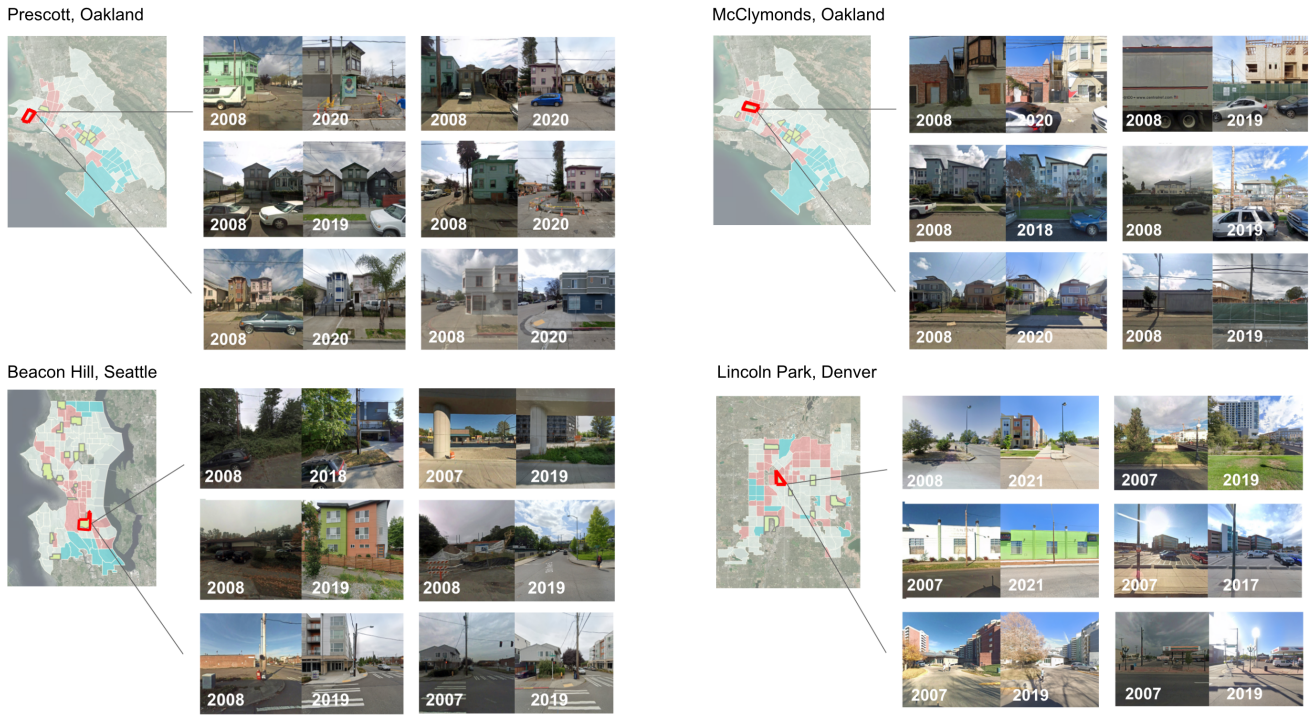 Prescott, Oakland
2008 2020 2008 2020
2008 2019 2008 2020
2008 2020 2008 2020
McClymonds, Oakland
2008 2020 2008 2019
2008 2018 2008 2019
2008 2020 2008 2019
Beacon Hill, Seattle
2008 2018 2007 2019
2008 2019 2008 2019
2008 2019 2007 2019
Lincoln Park, Denver
2008 2021 2007 2019
2007 2021 2007 2017
2007 2019 2007 2019